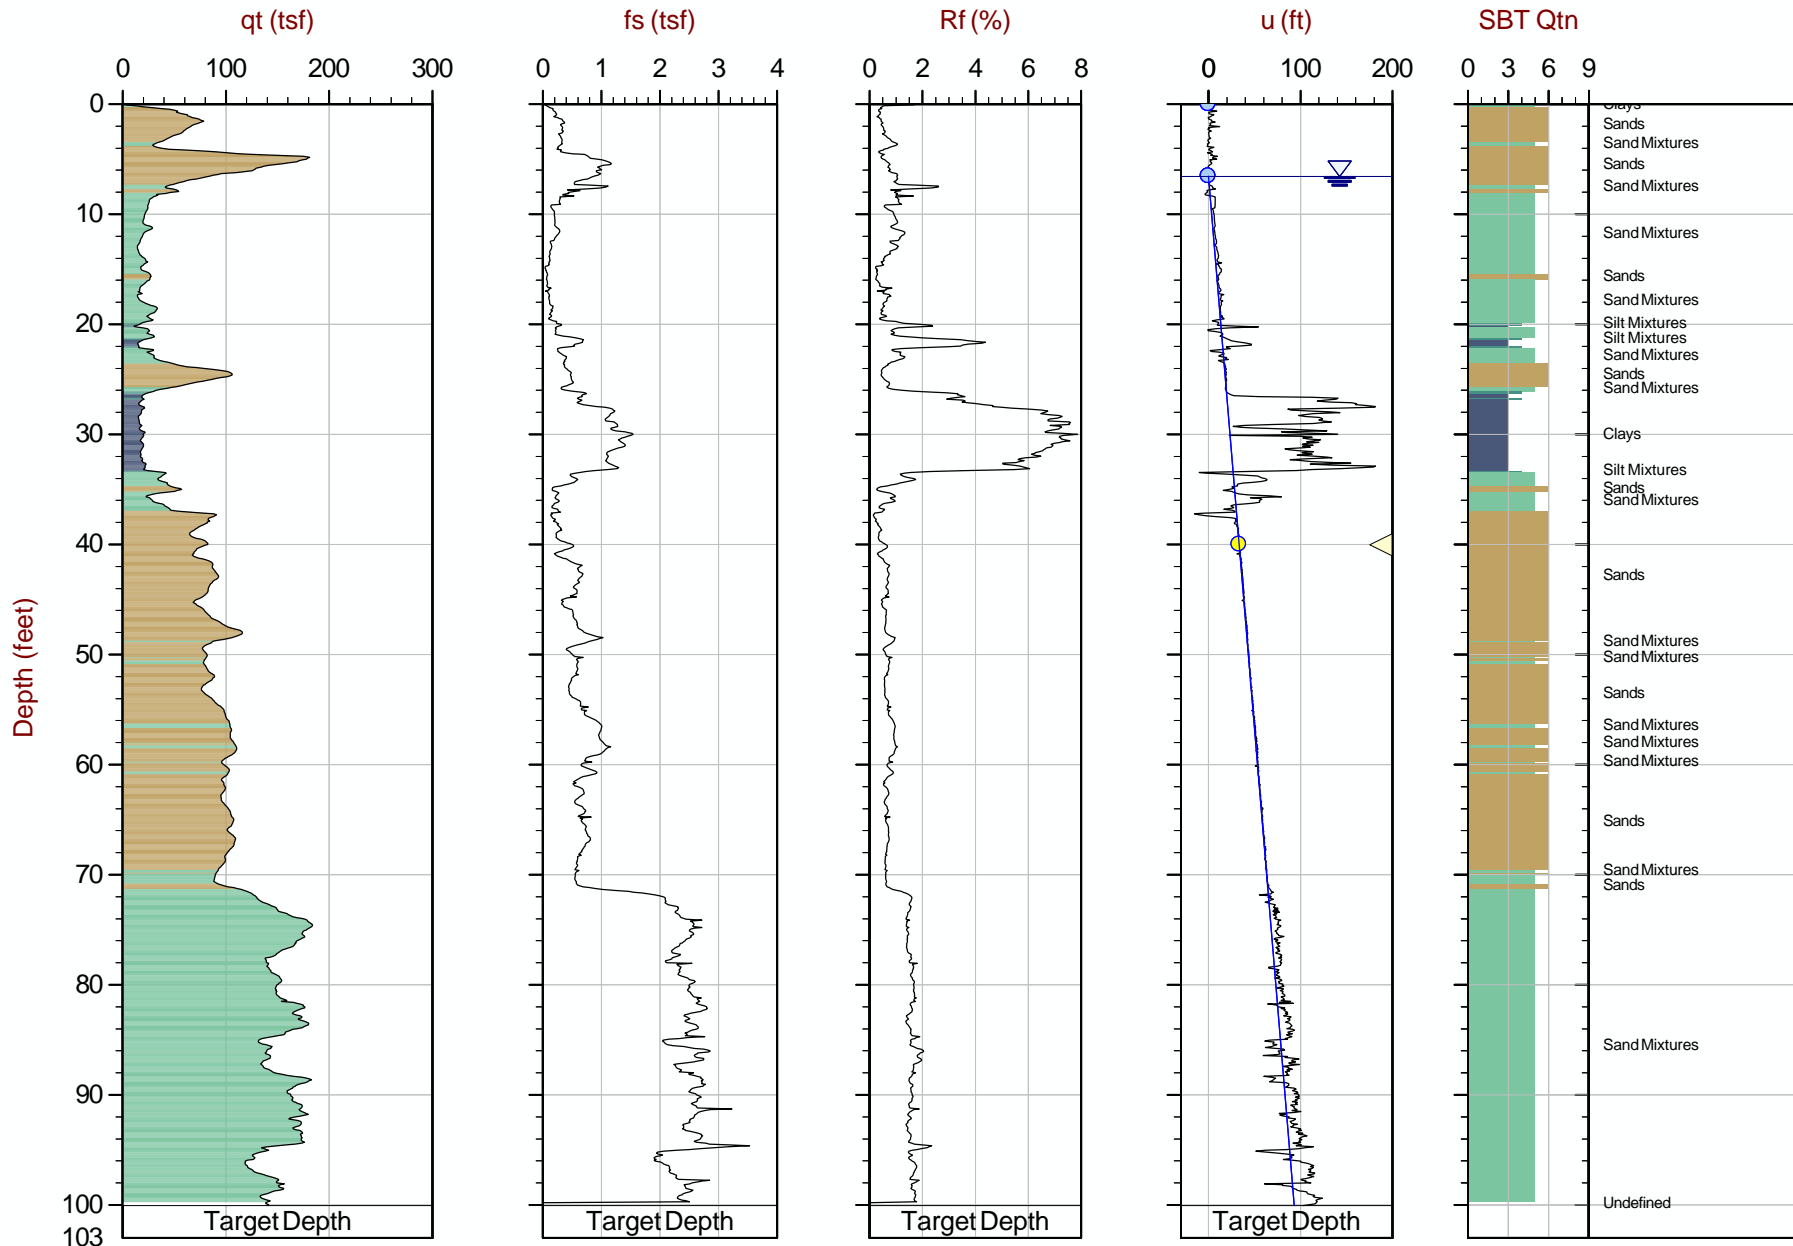 qt (tsf)
fs (tsf)
Rf (%)
u (ft)
SBT Qtn
0 100 200 300
0 1 2 3 4
0 2 4 6 8
0 100 200
0 3 6 9
Depth (feet)
0
10
20
30
40
50
60
70
80
90
100
103
Clays
Sands
Sand Mixtures
Sands
Sand Mixtures
Sand Mixtures
Sands
Sand Mixtures
Silt Mixtures
Silt Mixtures
Sand Mixtures
Sands
Sand Mixtures
Clays
Silt Mixtures
Sands
Sand Mixtures
Sands
Sand Mixtures
Sand Mixtures
Sands
Sand Mixtures
Sand Mixtures
Sand Mixtures
Sands
Sand Mixtures
Sands
Sand Mixtures
Undefined
Target Depth
Target Depth
Target Depth
Target Depth